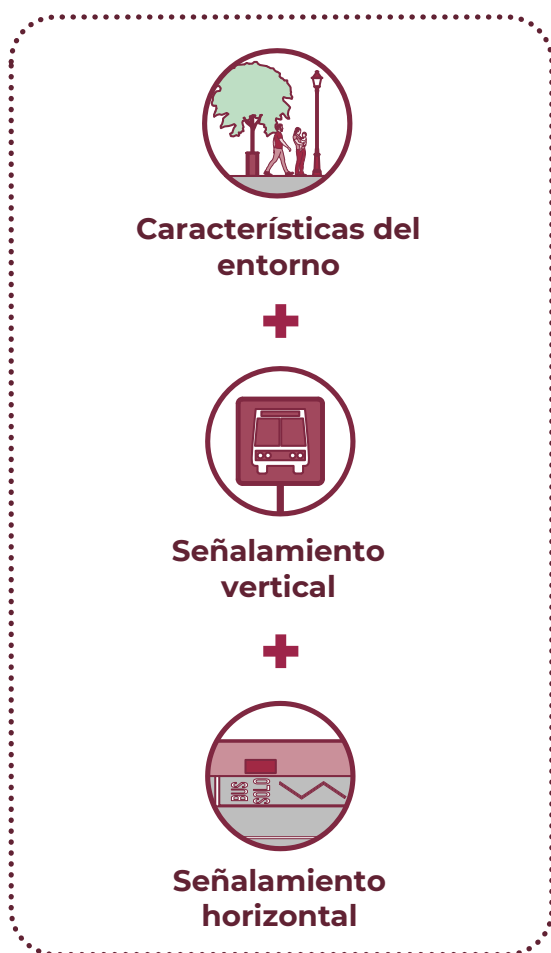 Características del
entorno
+
Señalamiento
vertical
+
BUS
SOLO
Señalamiento
horizontal